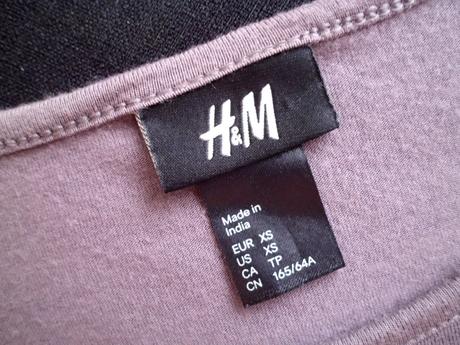 H&M
Made in
India
EUR XS
US XS
CA TP
CN 165/64A